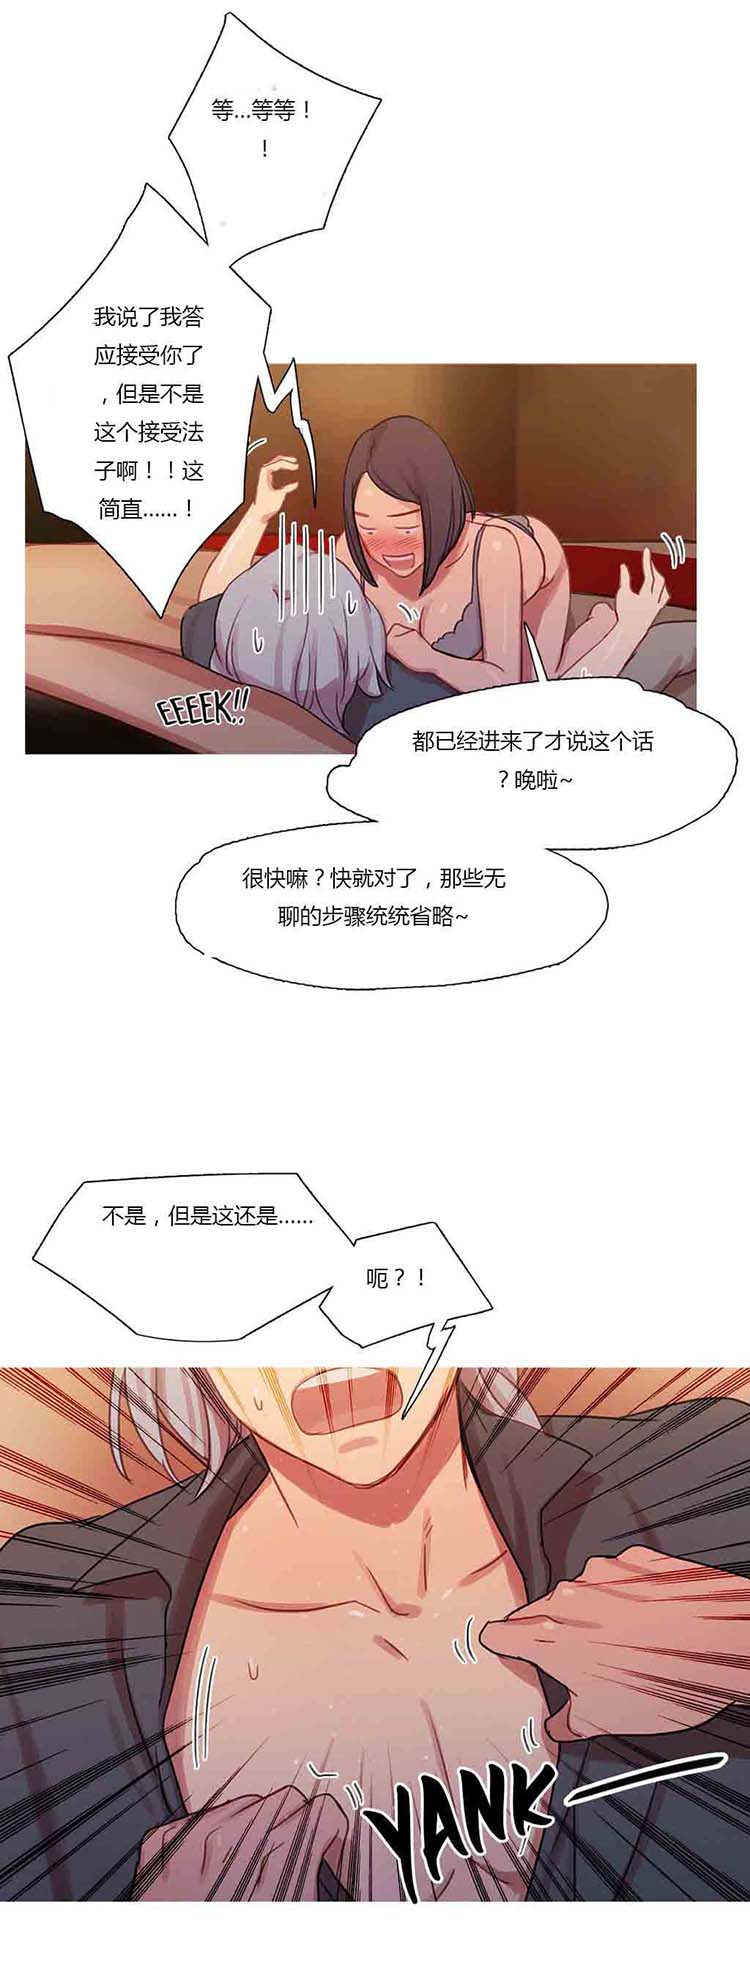 等...等等！
！
我说了我答
应接受你了
，但是不是
这个接受法
子啊！！这
简直......！
EEEEK!!
都已经进来了才说这个话
？晚啦~
很快嘛？快就对了，那些无
聊的步骤统统省略~
不是，但是这还是......
呃？！
YANK